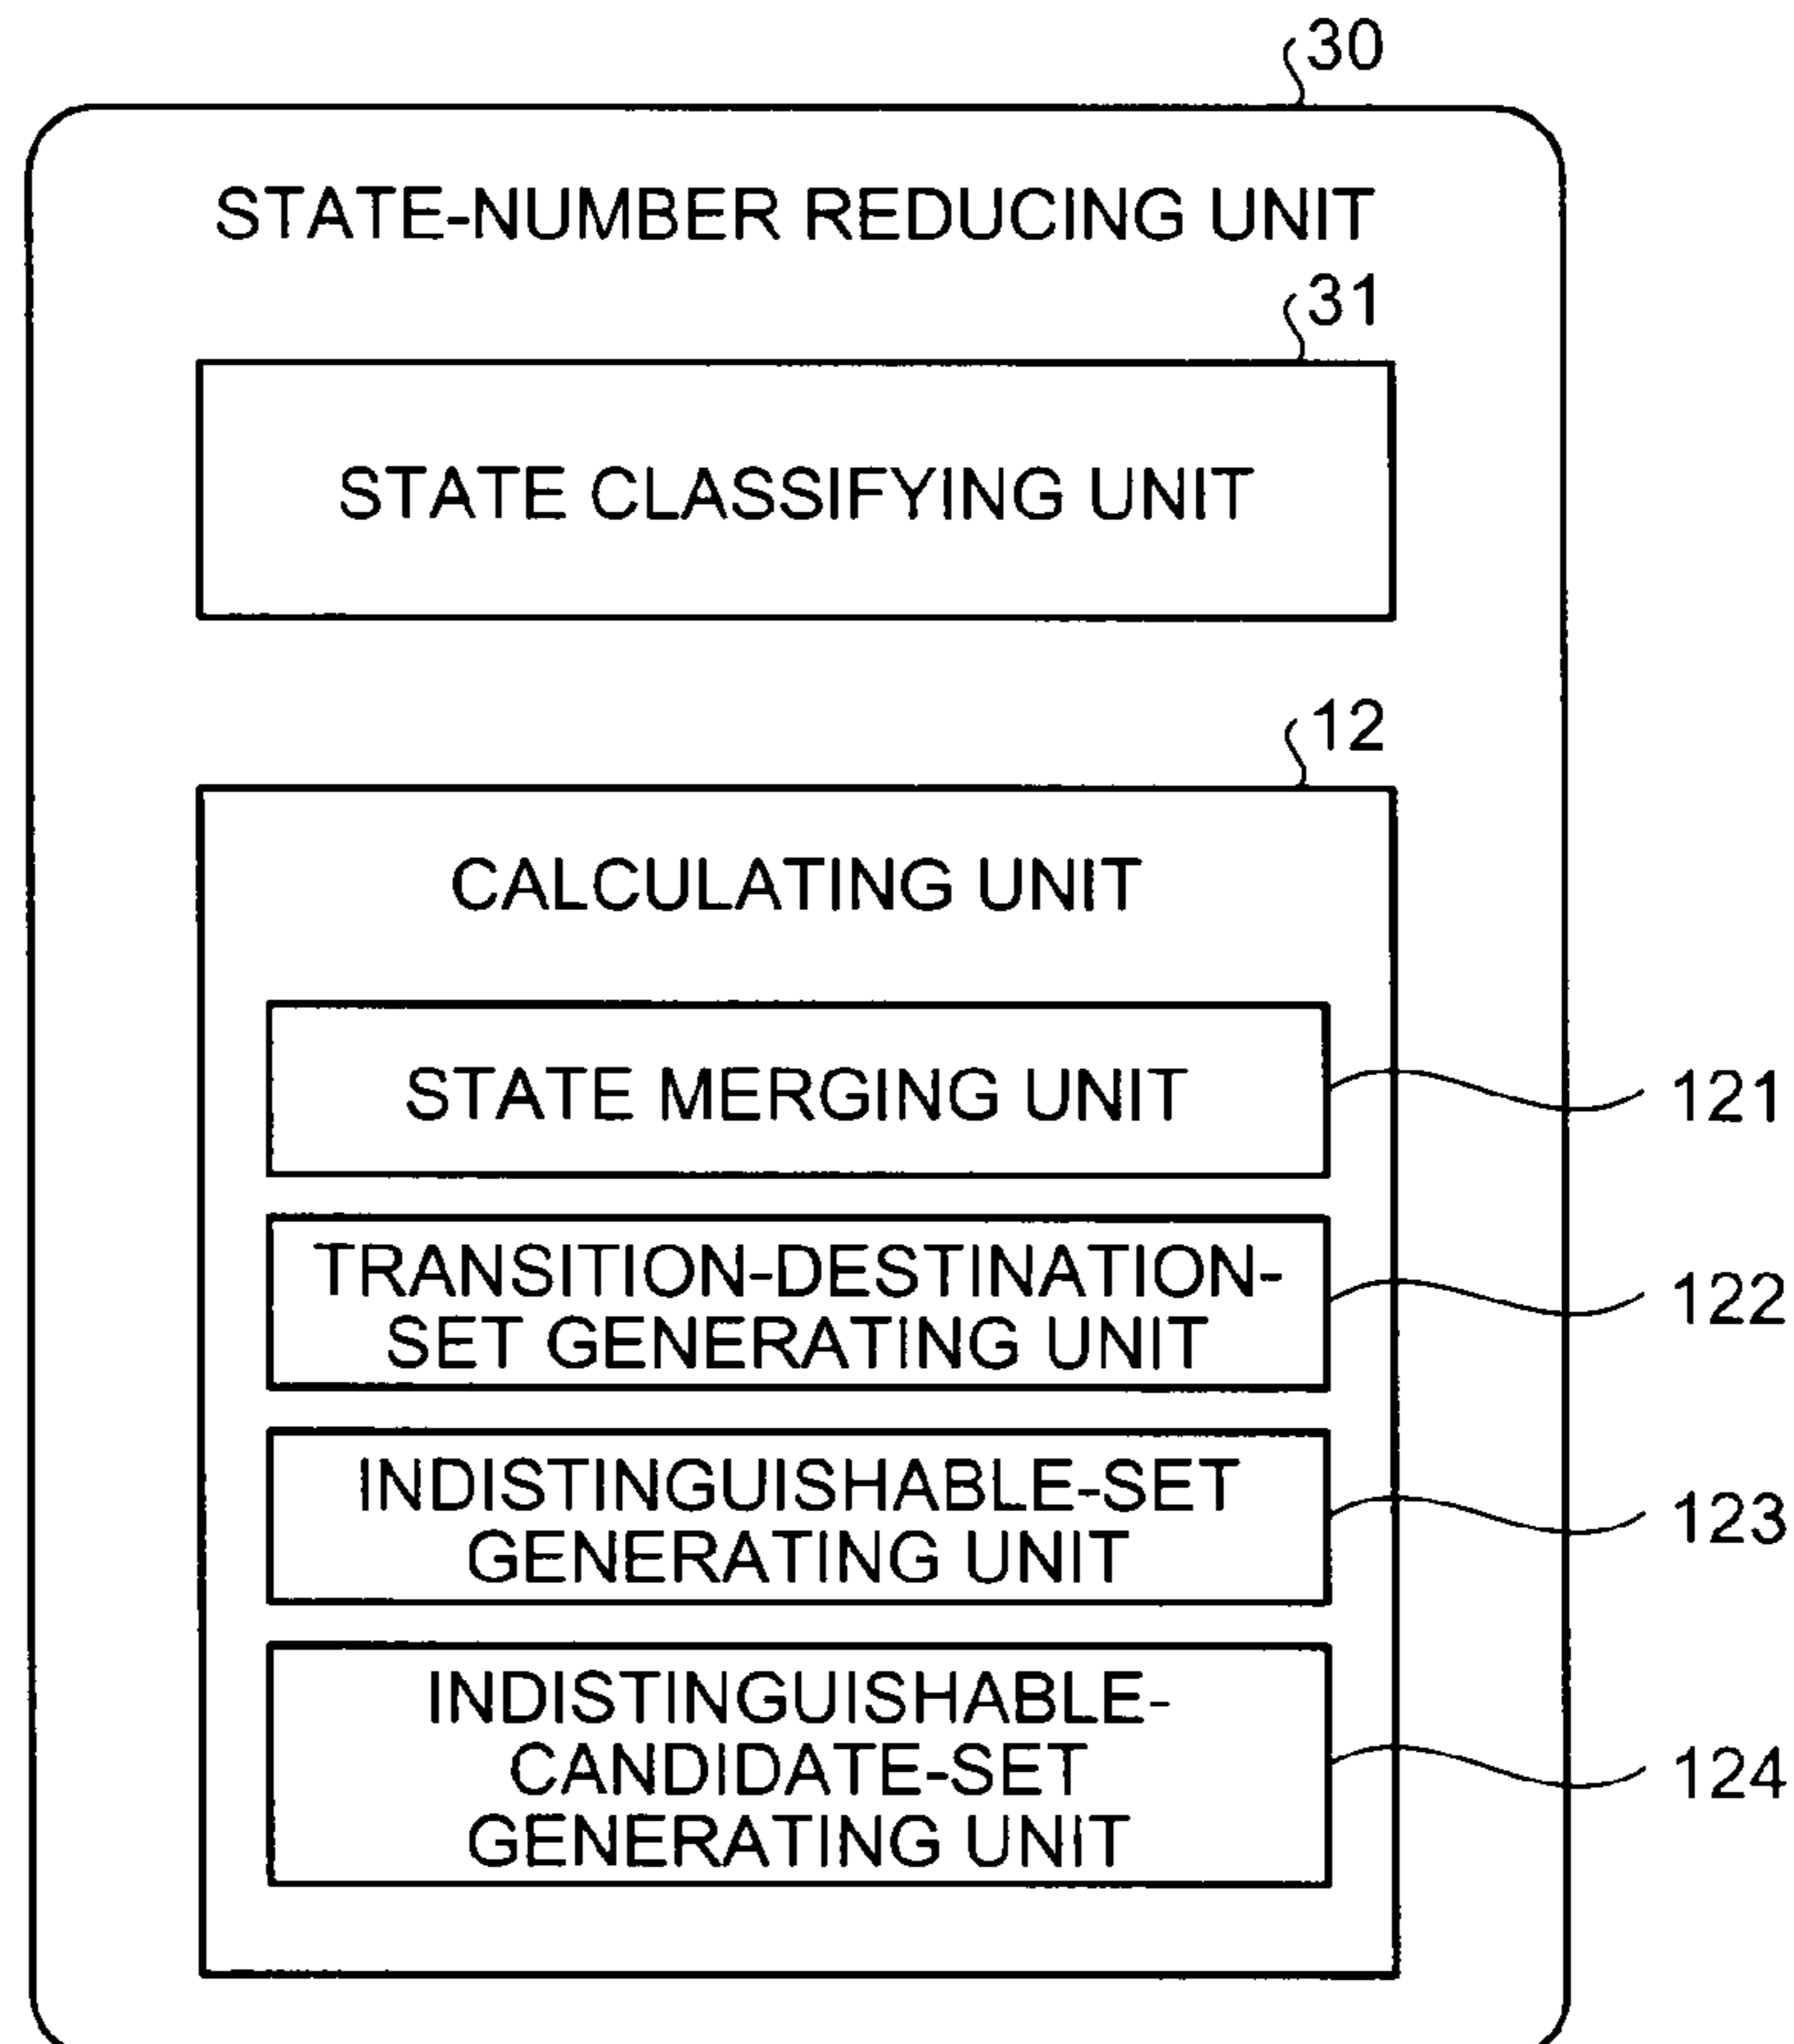 30
STATE-NUMBER REDUCING UNIT
31
STATE CLASSIFYING UNIT
12
CALCULATING UNIT
STATE MERGING UNIT
121
TRANSITION-DESTINATION-
SET GENERATING UNIT
122
INDISTINGUISHABLE-SET
GENERATING UNIT
123
INDISTINGUISHABLE-
CANDIDATE-SET
GENERATING UNIT
124